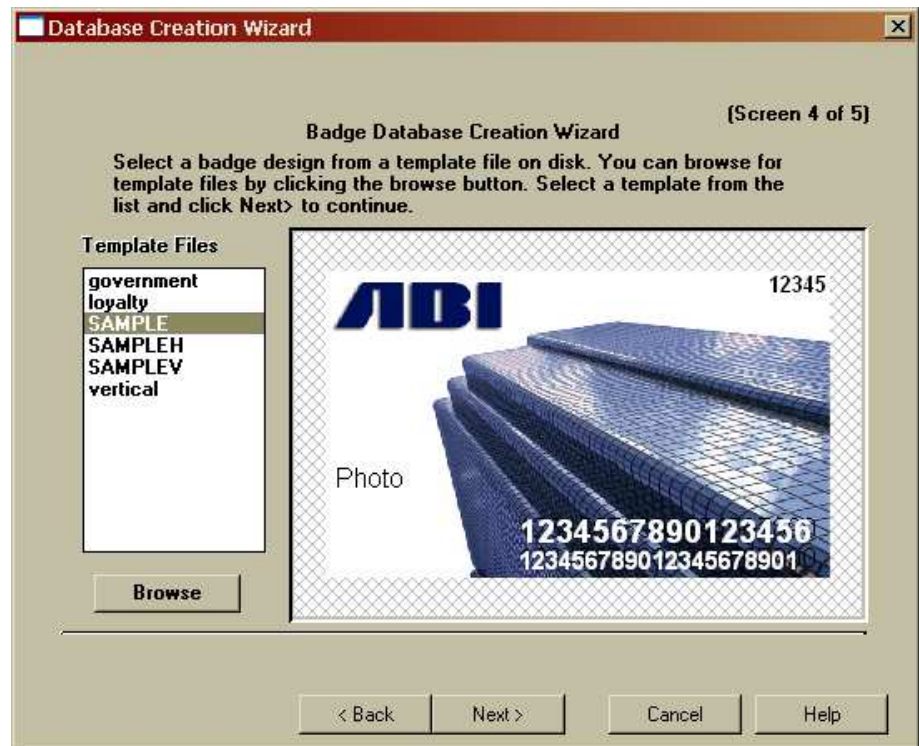 Database Creation Wizard
(Screen 4 of 5)
Badge Database Creation Wizard
Select a badge design from a template file on disk. You can browse for
template files by clicking the browse button. Select a template from the
list and click Next> to continue.
Template Files
government
loyalty
SAMPLE
SAMPLEH
SAMPLEV
vertical
Browse
ABI
12345
Photo
1234567890123456
123456789012345678901
< Back
Next >
Cancel
Help